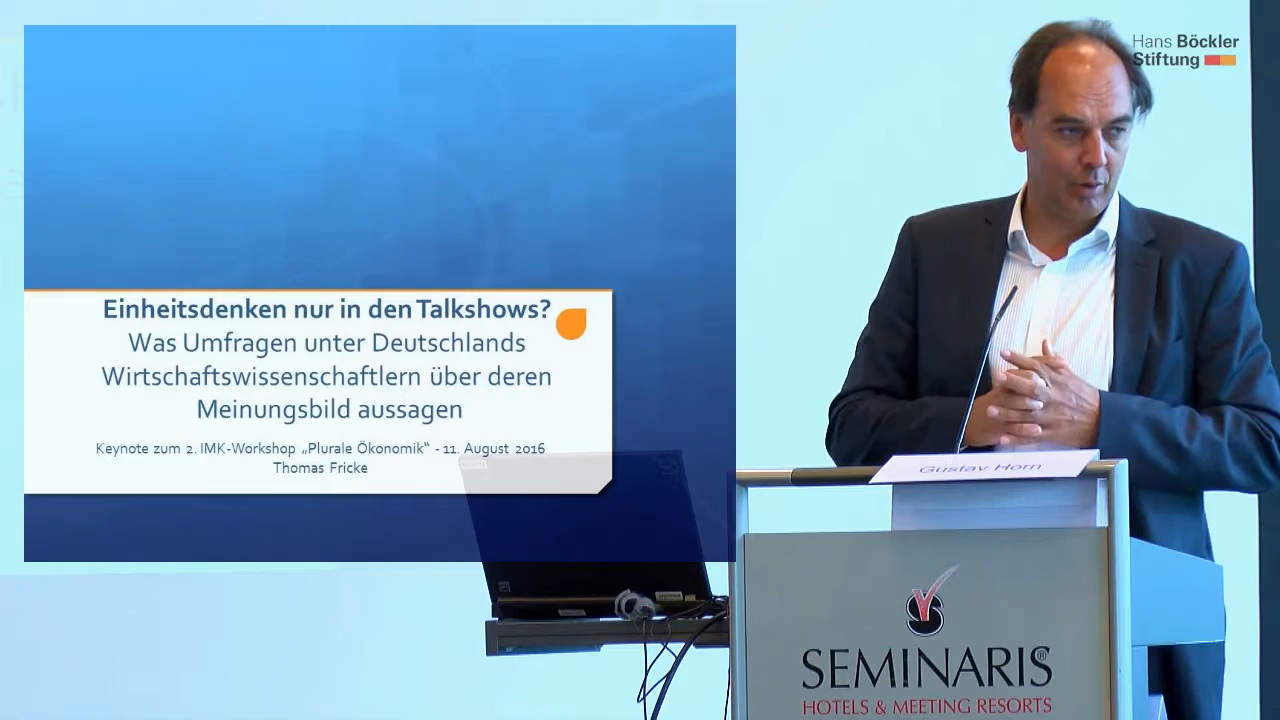 Hans Böckler
Stiftung
Einheitsdenken nur in den Talkshows?
Was Umfragen unter Deutschlands
Wirtschaftswissenschaftlern über deren
Meinungsbild aussagen
Keynote zum 2. IMK-Workshop „Plurale Ökonomik“ - 11. August 2016
Thomas Fricke
Gustav Horn
SEMINARIS®
HOTELS & MEETING RESORTS